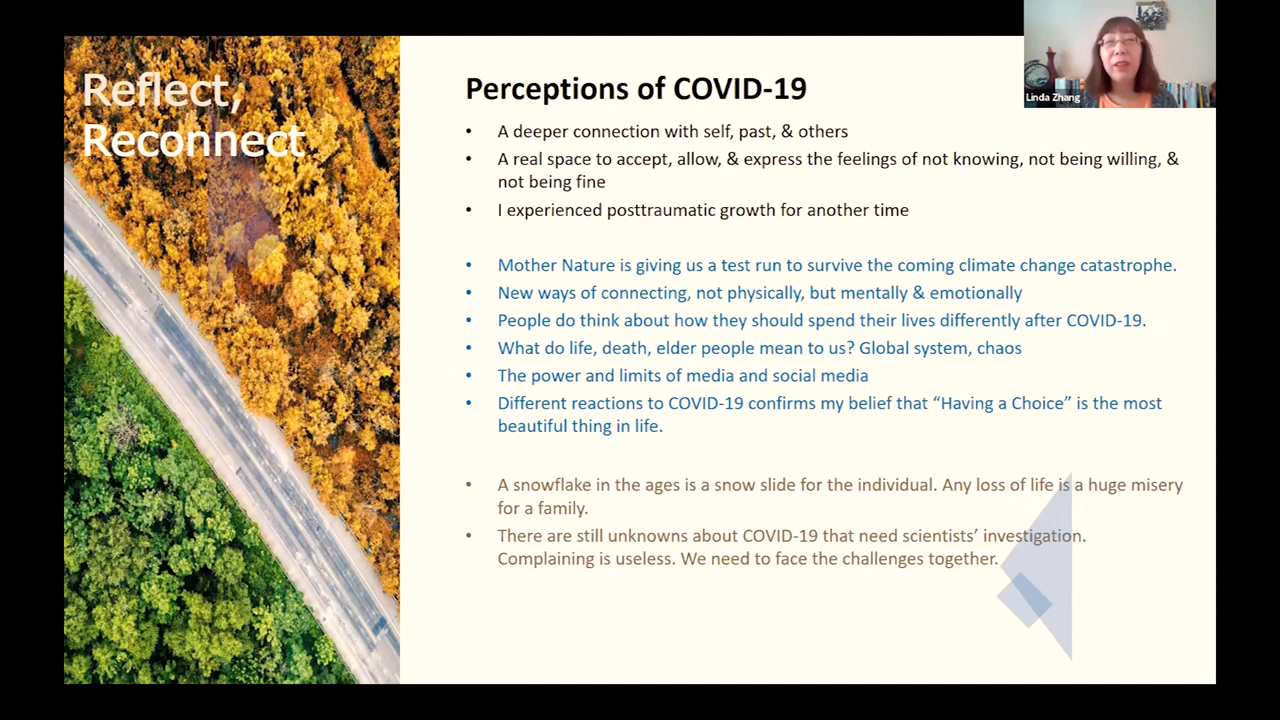 Reflect,
Reconnect
Perceptions of COVID-19
• A deeper connection with self, past, & others
• A real space to accept, allow, & express the feelings of not knowing, not being willing, &
not being fine
• I experienced posttraumatic growth for another time
• Mother Nature is giving us a test run to survive the coming climate change catastrophe.
• New ways of connecting, not physically, but mentally & emotionally
• People do think about how they should spend their lives differently after COVID-19.
• What do life, death, elder people mean to us? Global system, chaos
• The power and limits of media and social media
• Different reactions to COVID-19 confirms my belief that “Having a Choice” is the most
beautiful thing in life.
• A snowflake in the ages is a snow slide for the individual. Any loss of life is a huge misery
for a family.
• There are still unknowns about COVID-19 that need scientists’ investigation.
Complaining is useless. We need to face the challenges together.
Linda Zhang